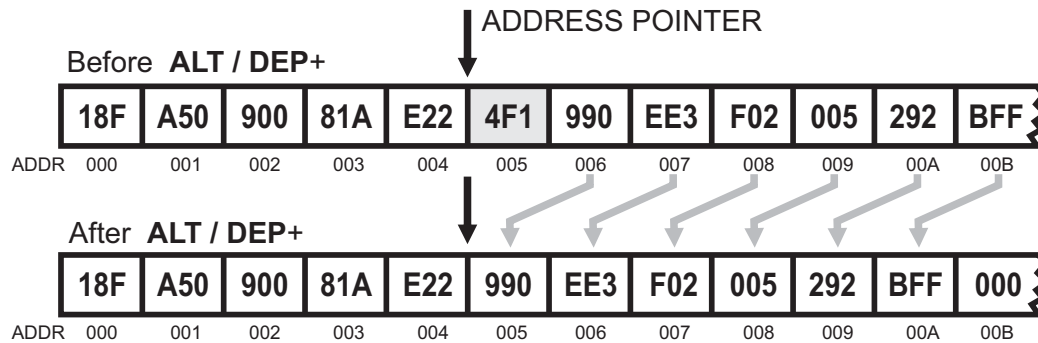 ADDRESS POINTER
Before ALT / DEP+
18F A50 900 81A E22 4F1 990 EE3 F02 005 292 BFF
ADDR 000 001 002 003 004 005 006 007 008 009 00A 00B
After ALT / DEP+
18F A50 900 81A E22 990 EE3 F02 005 292 BFF 000
ADDR 000 001 002 003 004 005 006 007 008 009 00A 00B